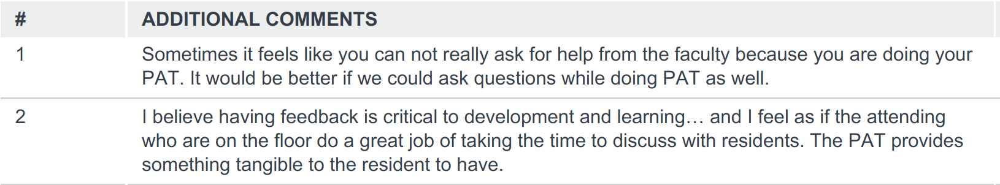 # ADDITIONAL COMMENTS
1 Sometimes it feels like you can not really ask for help from the faculty because you are doing your
PAT. It would be better if we could ask questions while doing PAT as well.
2 I believe having feedback is critical to development and learning… and I feel as if the attending
who are on the floor do a great job of taking the time to discuss with residents. The PAT provides
something tangible to the resident to have.